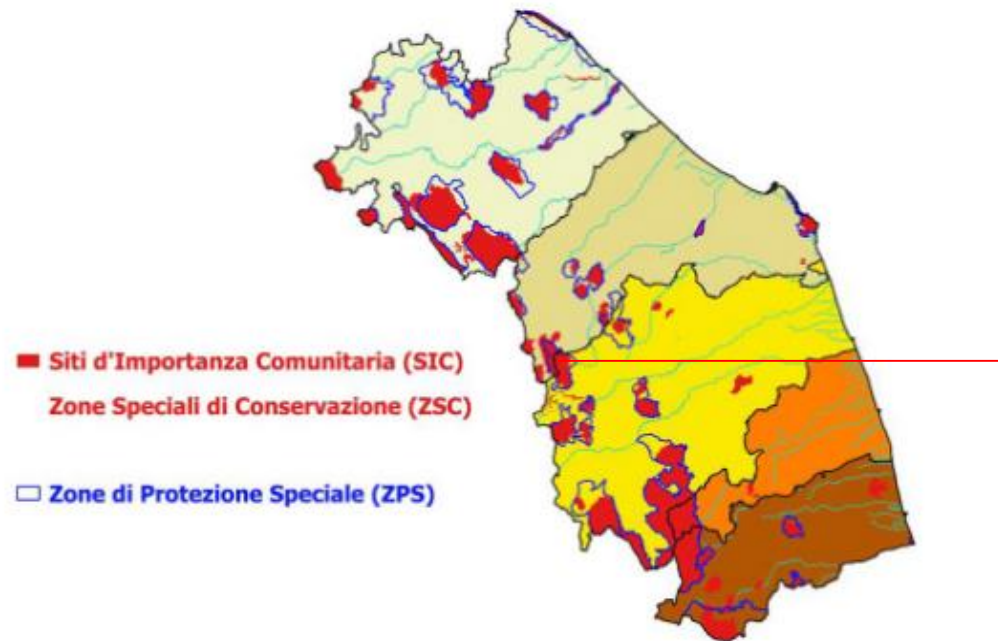 Siti d'Importanza Comunitaria (SIC)
Zone Speciali di Conservazione (ZSC)
Zone di Protezione Speciale (ZPS)